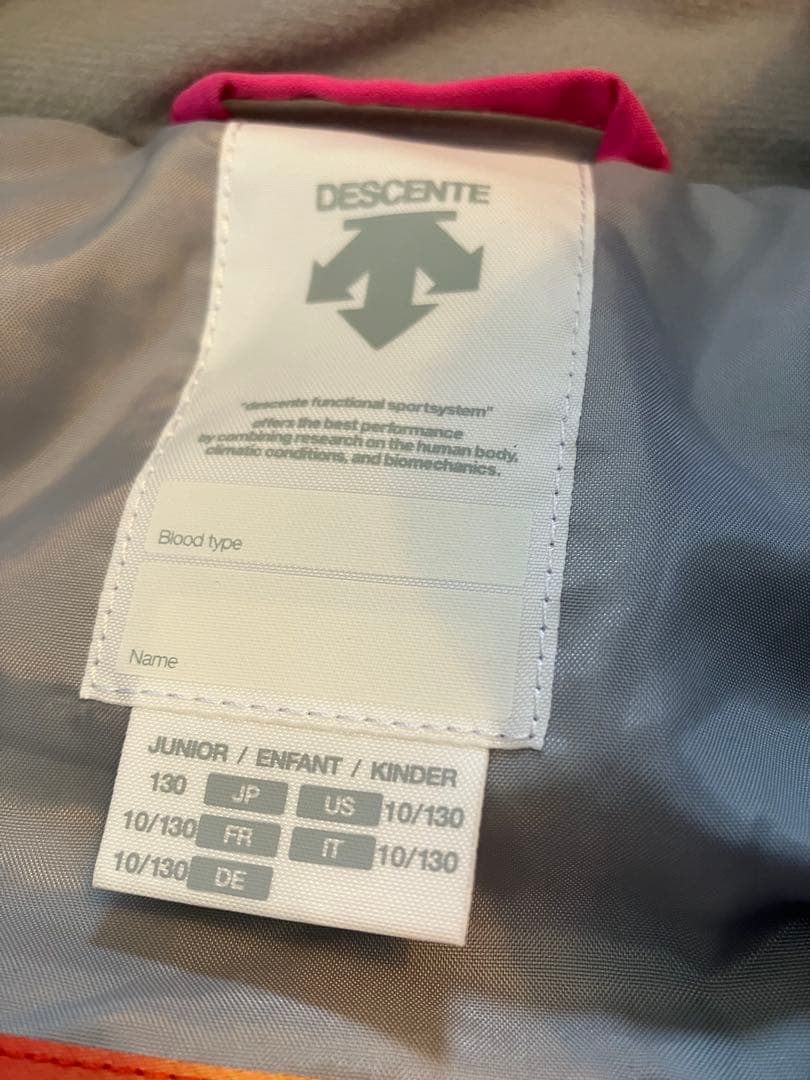 DESCENTE
"descente functional sportsystem"
offers the best performance
by combining research on the human body,
climatic conditions, and biomechanics.
Blood type
Name
JUNIOR / ENFANT / KINDER
130 JP US 10/130
10/130 FR IT 10/130
10/130 DE